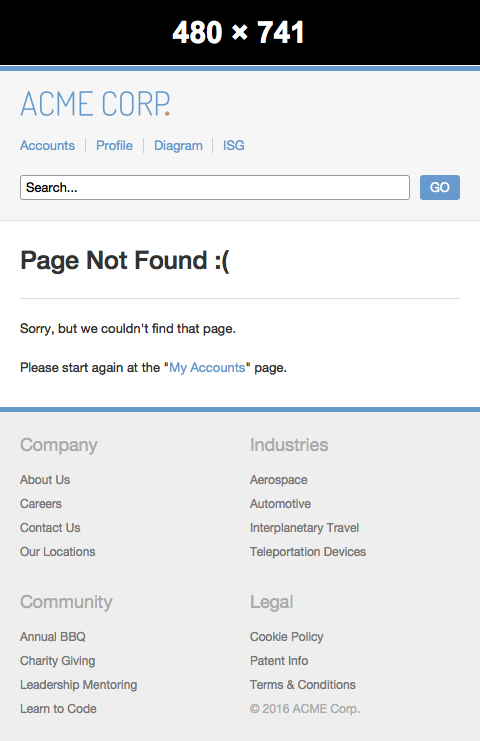 480 × 741
ACME CORP.
Accounts Profile Diagram ISG
Search... GO
Page Not Found :(
Sorry, but we couldn't find that page.
Please start again at the "My Accounts" page.
Company
About Us
Careers
Contact Us
Our Locations
Industries
Aerospace
Automotive
Interplanetary Travel
Teleportation Devices
Community
Annual BBQ
Charity Giving
Leadership Mentoring
Learn to Code
Legal
Cookie Policy
Patent Info
Terms & Conditions
© 2016 ACME Corp.